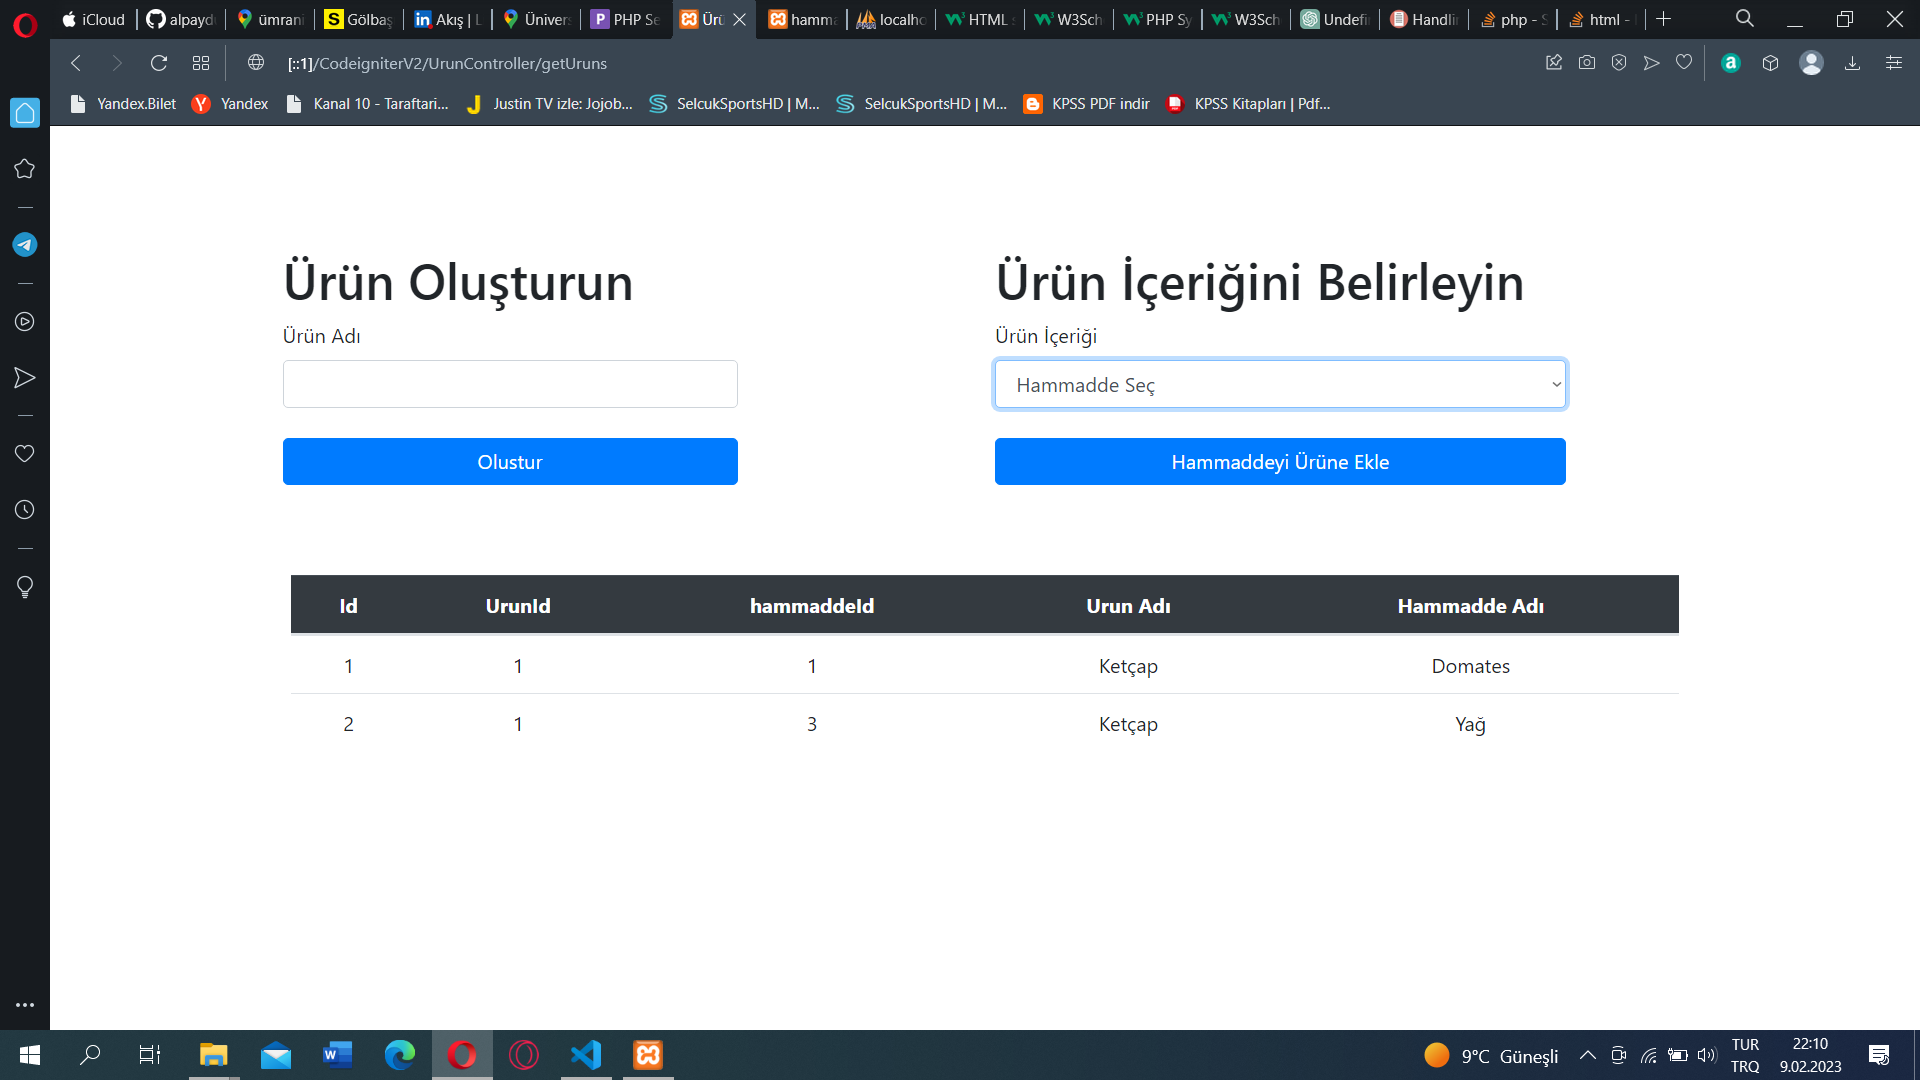 iCloud
alpayd
ümrani
Gölbaş
Akış | L
Ünivers
PHP Se
Ürü
hamma
localho
HTML
W3Sch
PHP Sy
W3Sch
Undefin
Handlin
php - S
html -
[::1]/CodeigniterV2/UrunController/getUruns
Yandex.Bilet
Yandex
Kanal 10 - Taraftari...
Justin TV izle: Jojob...
SelcukSportsHD | M...
SelcukSportsHD | M...
KPSS PDF indir
KPSS Kitapları | Pdf...
Ürün Oluşturun
Ürün Adı
Olustur
Ürün İçeriğini Belirleyin
Ürün İçeriği
Hammadde Seç
Hammaddeyi Ürüne Ekle
Id UrunId hammaddeId Urun Adı Hammadde Adı
1 1 1 Ketçap Domates
2 1 3 Ketçap Yağ
9°C Güneşli
TUR
TRQ
22:10
9.02.2023